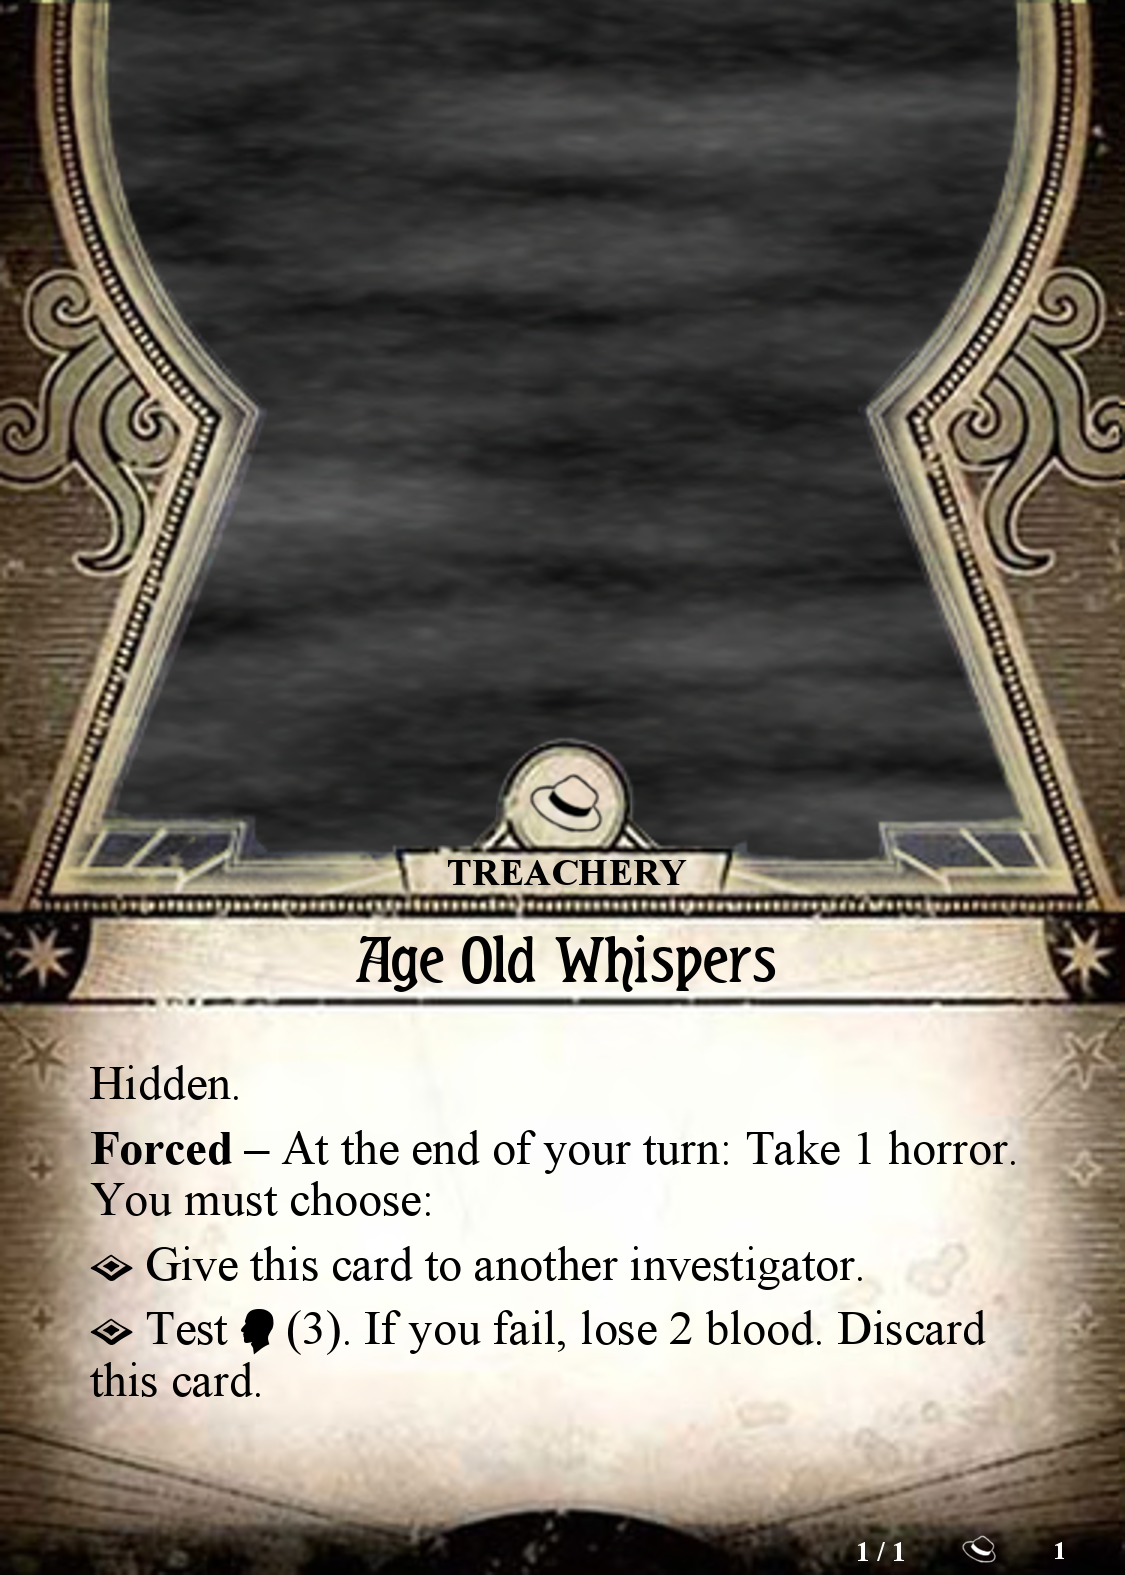 TREACHERY
Age Old Whispers
Hidden.
Forced – At the end of your turn: Take 1 horror.
You must choose:
Give this card to another investigator.
Test (3). If you fail, lose 2 blood. Discard
this card.
1 / 1 1